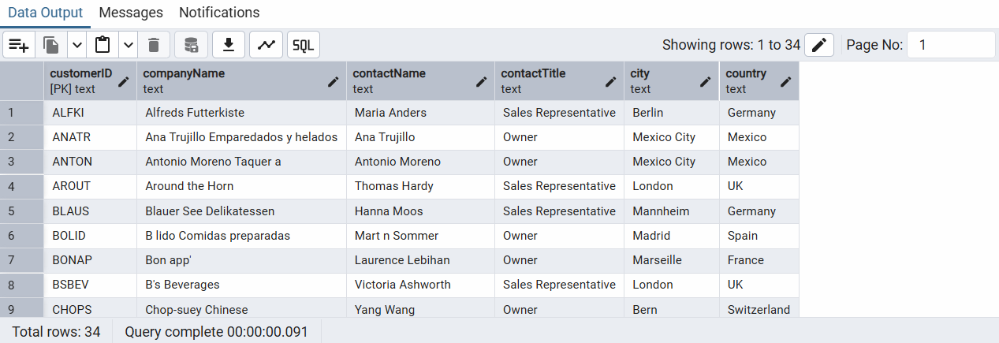 Data Output Messages Notifications
SQL Showing rows: 1 to 34 Page No: 1
customerID companyName contactName contactTitle city country
[PK] text text text text text text
1 ALFKI Alfreds Futterkiste Maria Anders Sales Representative Berlin Germany
2 ANATR Ana Trujillo Emparedados y helados Ana Trujillo Owner Mexico City Mexico
3 ANTON Antonio Moreno Taquer a Antonio Moreno Owner Mexico City Mexico
4 AROUT Around the Horn Thomas Hardy Sales Representative London UK
5 BLAUS Blauer See Delikatessen Hanna Moos Sales Representative Mannheim Germany
6 BOLID B lido Comidas preparadas Mart n Sommer Owner Madrid Spain
7 BONAP Bon app' Laurence Lebihan Owner Marseille France
8 BSBEV B's Beverages Victoria Ashworth Sales Representative London UK
9 CHOPS Chop-suey Chinese Yang Wang Owner Bern Switzerland
Total rows: 34 Query complete 00:00:00.091